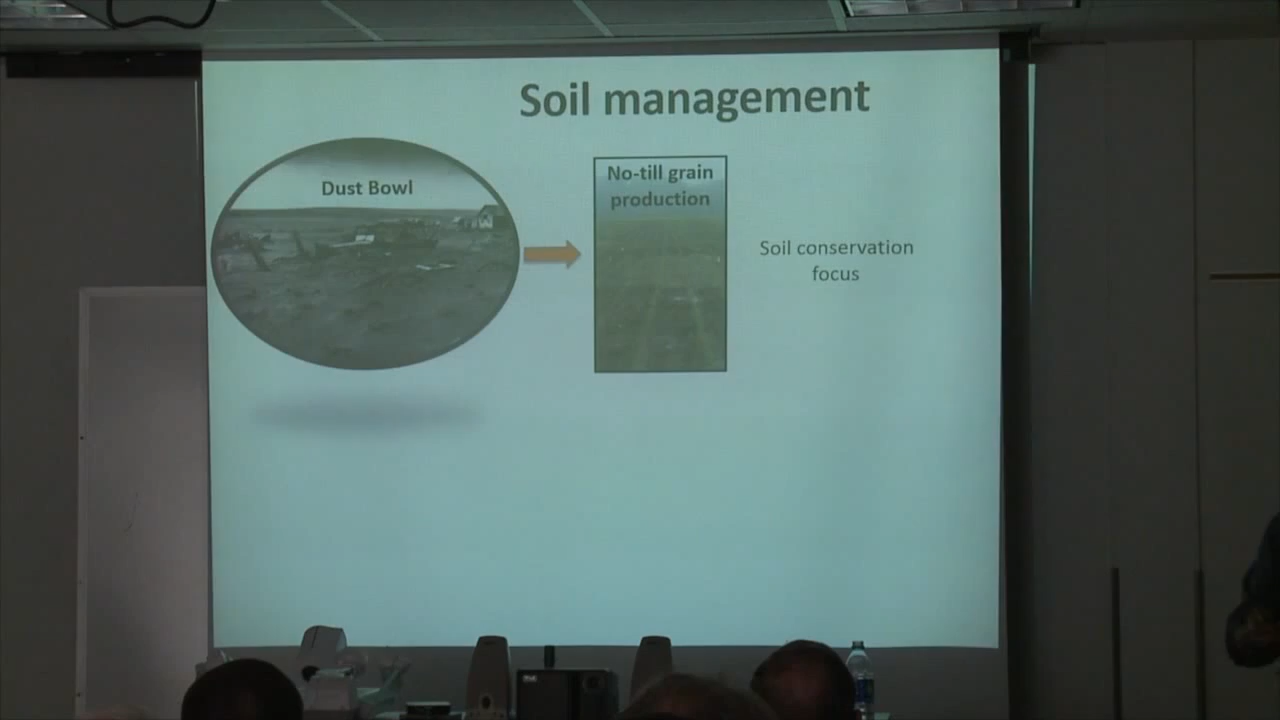 Soil management
Dust Bowl
No-till grain
production
Soil conservation
focus